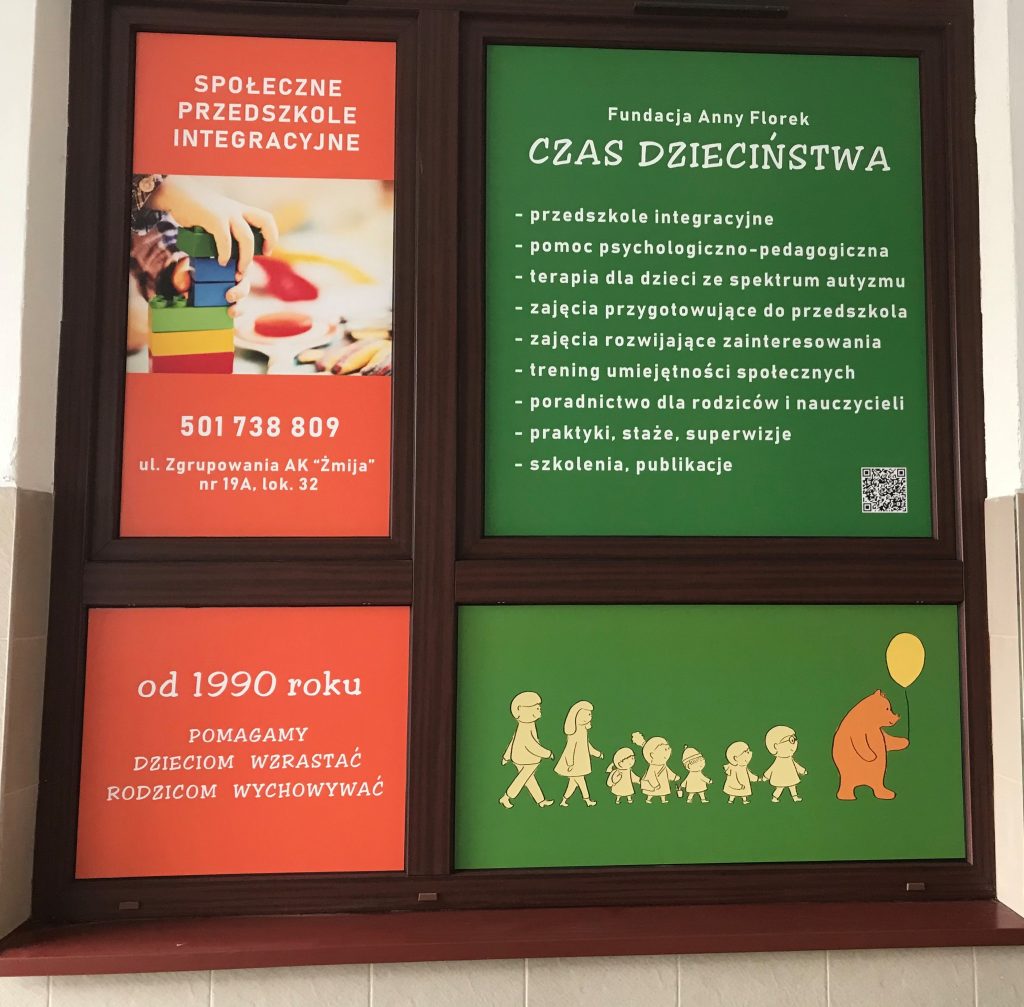 SPOŁECZNE
PRZEDSZKOLE
INTEGRACYJNE
501 738 809
ul. Zgrupowania AK “Żmija”
nr 19A, lok. 32
Fundacja Anny Florek
CZAS DZIECIŃSTWA
- przedszkole integracyjne
- pomoc psychologiczno-pedagogiczna
- terapia dla dzieci ze spektrum autyzmu
- zajęcia przygotowujące do przedszkola
- zajęcia rozwijające zainteresowania
- trening umiejętności społecznych
- poradnictwo dla rodziców i nauczycieli
- praktyki, staże, superwizje
- szkolenia, publikacje
od 1990 roku
POMAGAMY
DZIECIOM WZRASTAĆ
RODZICOM WYCHOWYWAĆ